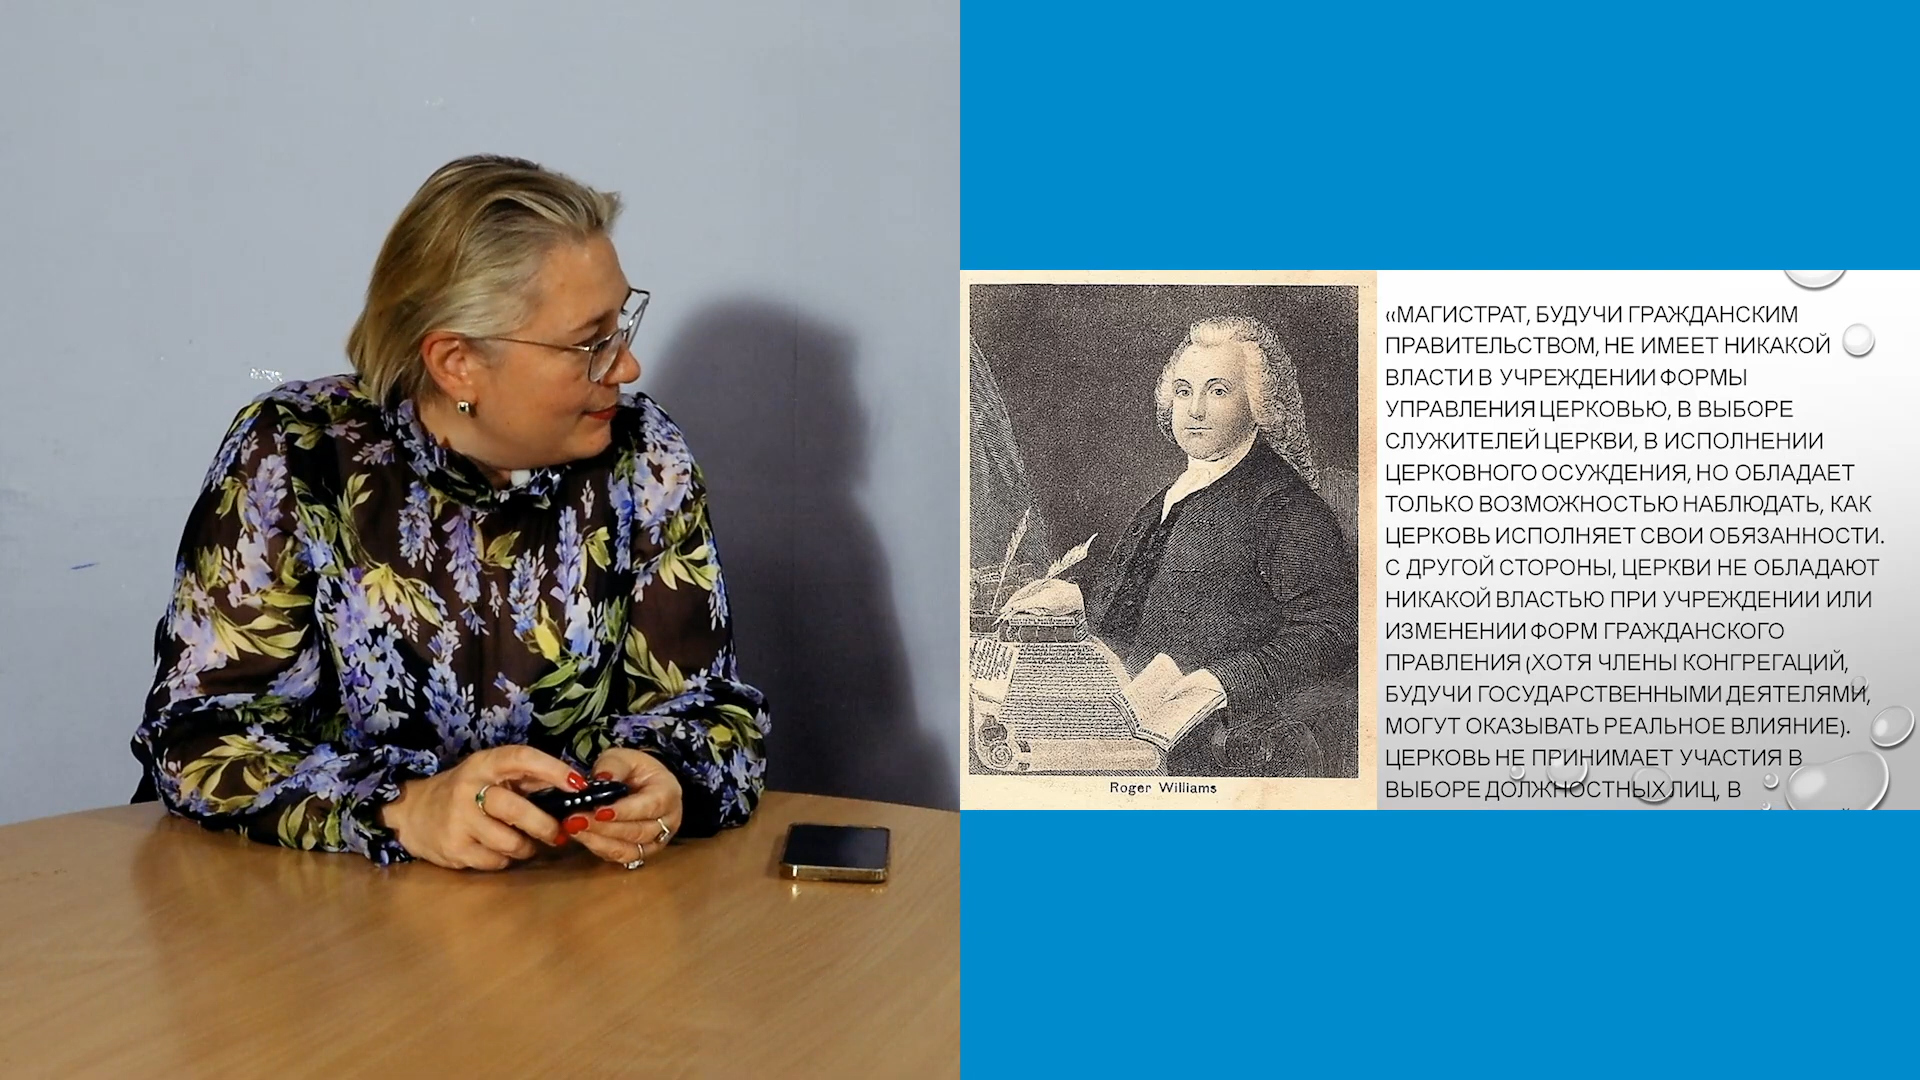 Roger Williams
«МАГИСТРАТ, БУДУЧИ ГРАЖДАНСКИМ
ПРАВИТЕЛЬСТВОМ, НЕ ИМЕЕТ НИКАКОЙ
ВЛАСТИ В УЧРЕЖДЕНИИ ФОРМЫ
УПРАВЛЕНИЯ ЦЕРКОВЬЮ, В ВЫБОРЕ
СЛУЖИТЕЛЕЙ ЦЕРКВИ, В ИСПОЛНЕНИИ
ЦЕРКОВНОГО ОСУЖДЕНИЯ, НО ОБЛАДАЕТ
ТОЛЬКО ВОЗМОЖНОСТЬЮ НАБЛЮДАТЬ, КАК
ЦЕРКОВЬ ИСПОЛНЯЕТ СВОИ ОБЯЗАННОСТИ.
С ДРУГОЙ СТОРОНЫ, ЦЕРКВИ НЕ ОБЛАДАЮТ
НИКАКОЙ ВЛАСТЬЮ ПРИ УЧРЕЖДЕНИИ ИЛИ
ИЗМЕНЕНИИ ФОРМ ГРАЖДАНСКОГО
ПРАВЛЕНИЯ (ХОТЯ ЧЛЕНЫ КОНГРЕГАЦИЙ,
БУДУЧИ ГОСУДАРСТВЕННЫМИ ДЕЯТЕЛЯМИ,
МОГУТ ОКАЗЫВАТЬ РЕАЛЬНОЕ ВЛИЯНИЕ).
ЦЕРКОВЬ НЕ ПРИНИМАЕТ УЧАСТИЯ В
ВЫБОРЕ ДОЛЖНОСТНЫХ ЛИЦ, В